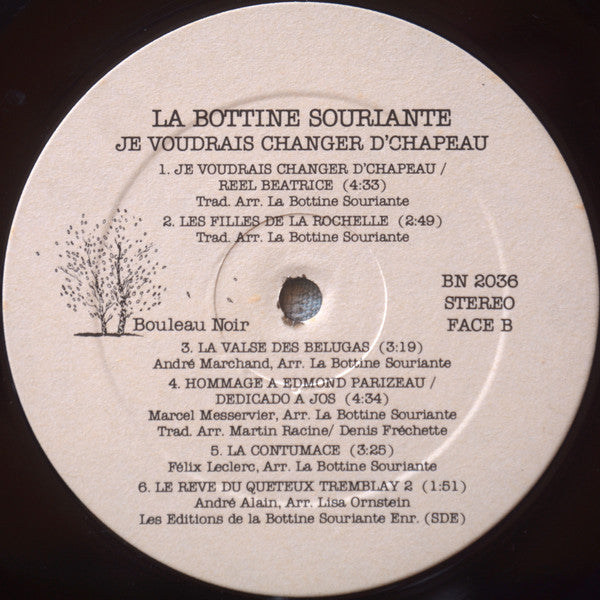 LA BOTTINE SOURIANTE
JE VOUDRAIS CHANGER D'CHAPEAU
1. JE VOUDRAIS CHANGER D'CHAPEAU /
REEL BEATRICE (4:33)
Trad. Arr. La Bottine Souriante
2. LES FILLES DE LA ROCHELLE (2:49)
Trad. Arr. La Bottine Souriante
BN 2036
STEREO
Bouleau Noir
FACE B
3. LA VALSE DES BELUGAS (3:19)
André Marchand, Arr. La Bottine Souriante
4. HOMMAGE A EDMOND PARIZEAU /
DEDICADO A JOS (4:34)
Marcel Messervier, Arr. La Bottine Souriante
Trad. Arr. Martin Racine/ Denis Fréchette
5. LA CONTUMACE (3:25)
Félix Leclerc, Arr. La Bottine Souriante
6. LE REVE DU QUETEUX TREMBLAY 2 (1:51)
André Alain, Arr. Lisa Ornstein
Les Editions de la Bottine Souriante Enr. (SDE)